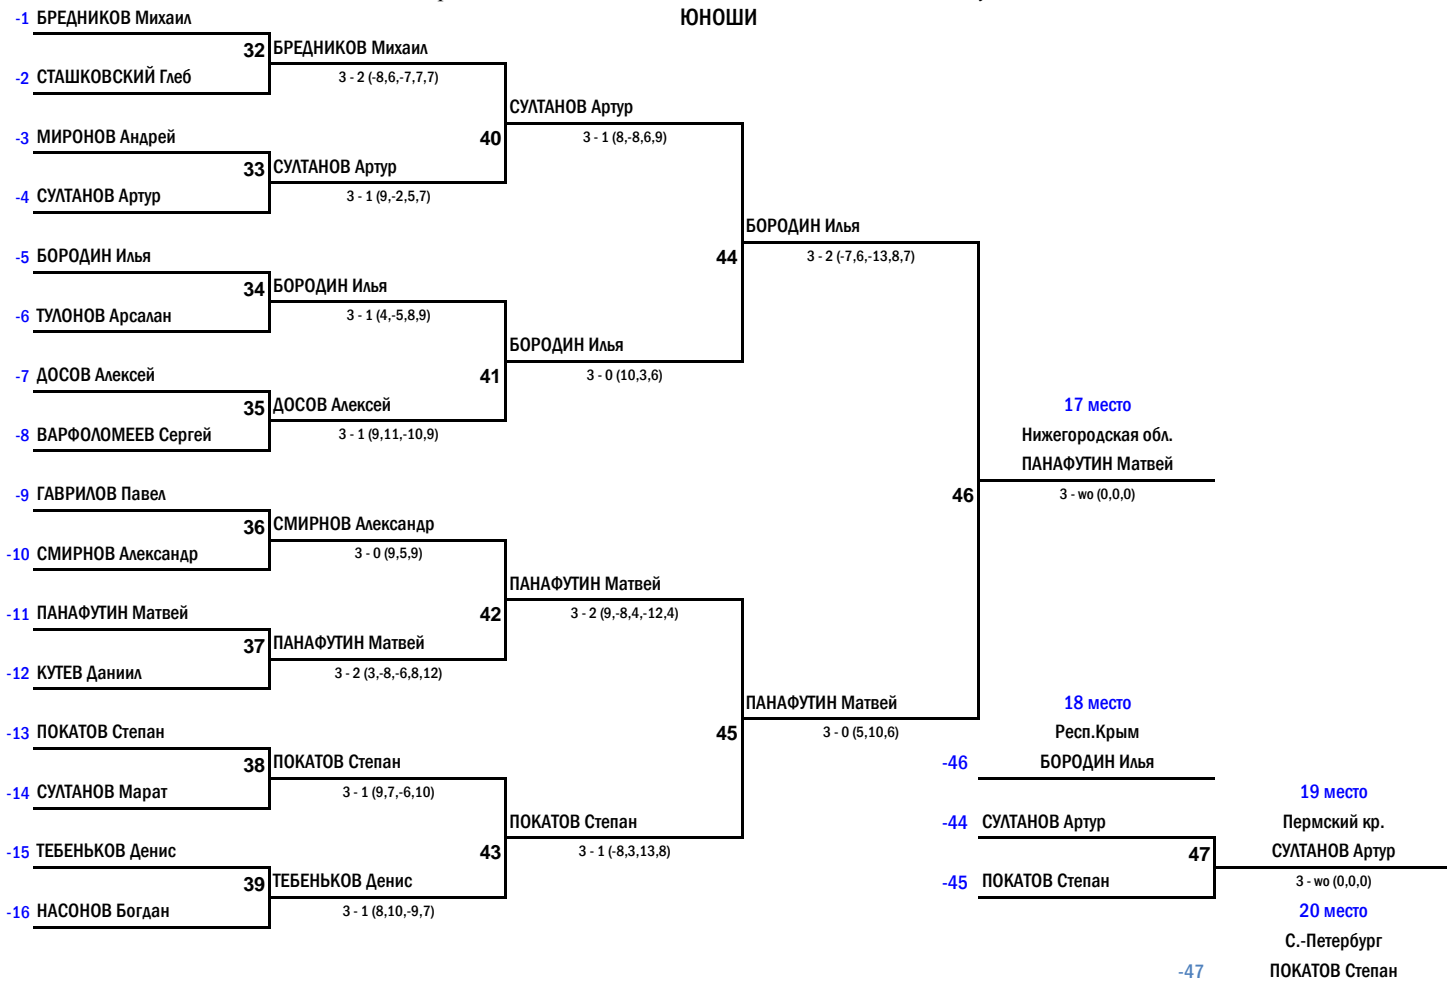 ЮНОШИ
-1 БРЕДНИКОВ Михаил
32 БРЕДНИКОВ Михаил
-2 СТАШКОВСКИЙ Глеб
3 - 2 (-8,6,-7,7,7)
СУЛТАНОВ Артур
-3 МИРОНОВ Андрей
40
3 - 1 (8,-8,6,9)
33 СУЛТАНОВ Артур
-4 СУЛТАНОВ Артур
3 - 1 (9,-2,5,7)
БОРОДИН Илья
-5 БОРОДИН Илья
44
3 - 2 (-7,6,-13,8,7)
34 БОРОДИН Илья
-6 ТУЛОНОВ Арсалан
3 - 1 (4,-5,8,9)
БОРОДИН Илья
-7 ДОСОВ Алексей
41
3 - 0 (10,3,6)
35 ДОСОВ Алексей
17 место
-8 ВАРФОЛОМЕЕВ Сергей
3 - 1 (9,11,-10,9)
Нижегородская обл.
ПАНАФУТИН Матвей
-9 ГАВРИЛОВ Павел
46
3 - wo (0,0,0)
36 СМИРНОВ Александр
-10 СМИРНОВ Александр
3 - 0 (9,5,9)
ПАНАФУТИН Матвей
-11 ПАНАФУТИН Матвей
42
3 - 2 (9,-8,4,-12,4)
37 ПАНАФУТИН Матвей
-12 КУТЕВ Даниил
3 - 2 (3,-8,-6,8,12)
ПАНАФУТИН Матвей
18 место
-13 ПОКАТОВ Степан
45
3 - 0 (5,10,6)
Респ.Крым
38 ПОКАТОВ Степан
-46 БОРОДИН Илья
-14 СУЛТАНОВ Марат
3 - 1 (9,7,-6,10)
19 место
ПОКАТОВ Степан
-44 СУЛТАНОВ Артур
Пермский кр.
-15 ТЕБЕНЬКОВ Денис
43
3 - 1 (-8,3,13,8)
47 СУЛТАНОВ Артур
39 ТЕБЕНЬКОВ Денис
-45 ПОКАТОВ Степан
3 - wo (0,0,0)
-16 НАСОНОВ Богдан
3 - 1 (8,10,-9,7)
20 место
С.-Петербург
-47 ПОКАТОВ Степан